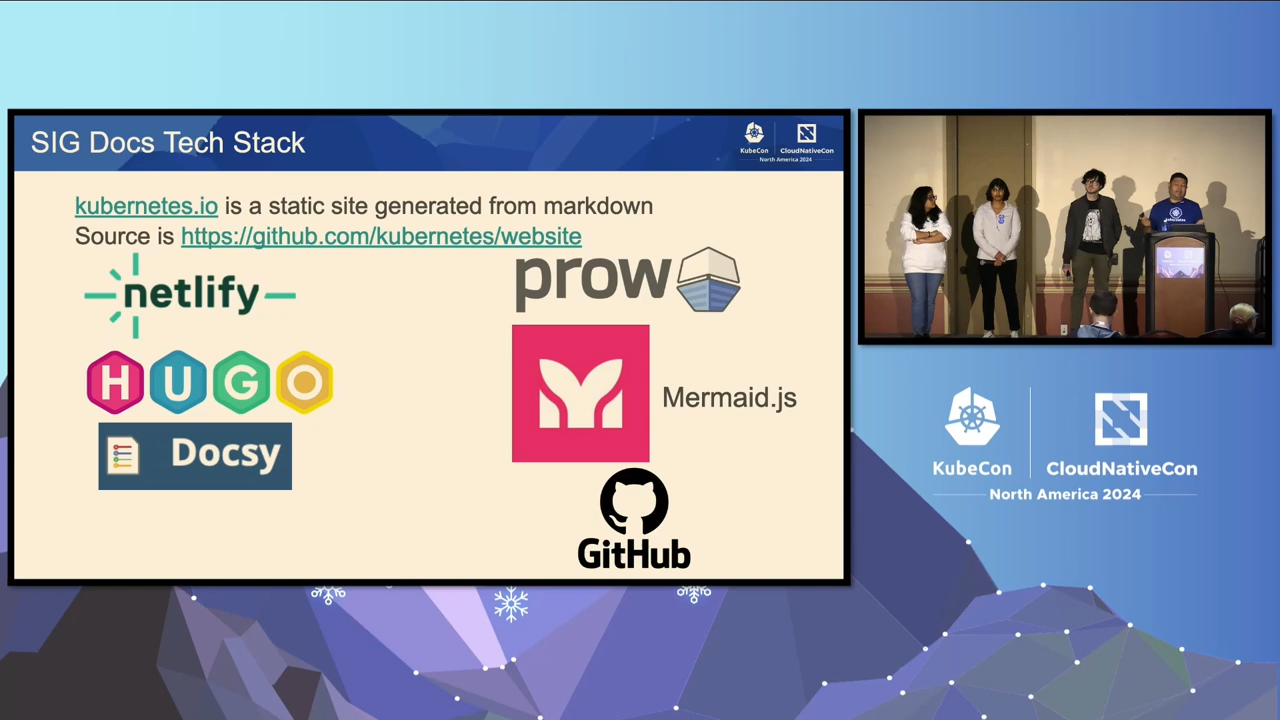 SIG Docs Tech Stack
KubeCon
CloudNativeCon
North America 2024
kubernetes.io is a static site generated from markdown
Source is https://github.com/kubernetes/website
netlify
prow
HUGO
Mermaid.js
Docsy
GitHub
kubernetes
KubeCon
CloudNativeCon
North America 2024